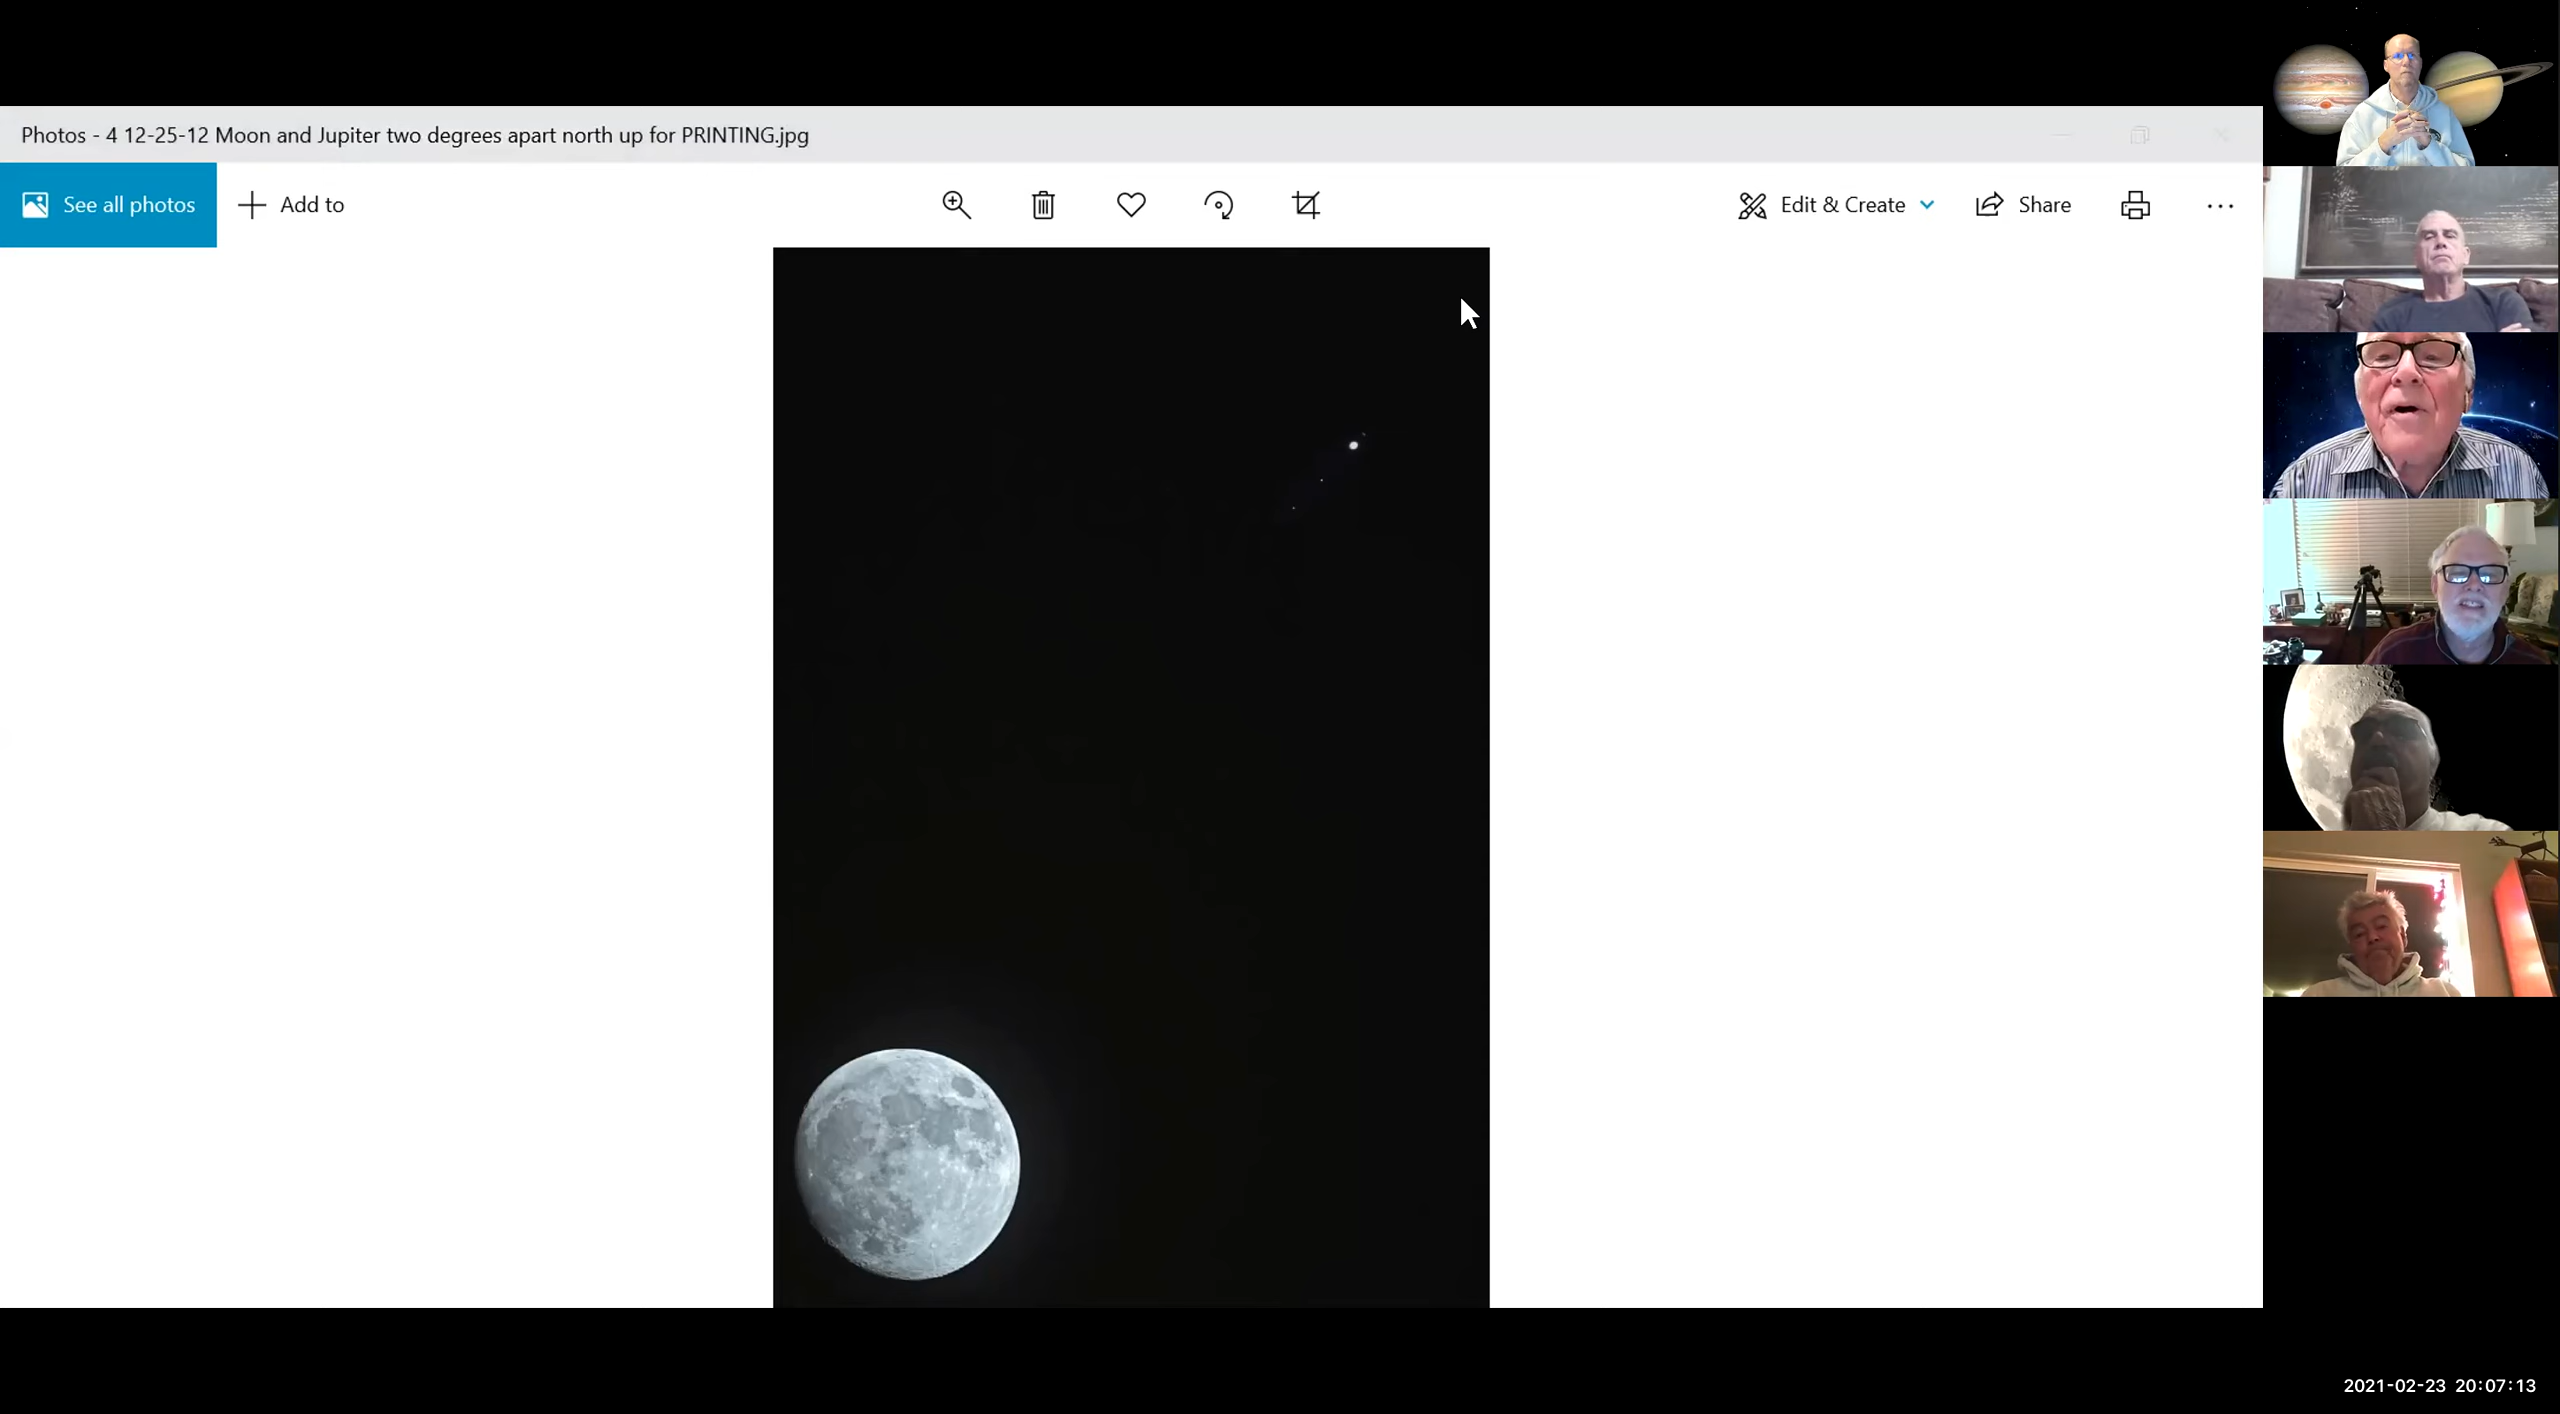 Photos - 4 12-25-12 Moon and Jupiter two degrees apart north up for PRINTING.jpg
See all photos
Add to
Edit & Create
Share
2021-02-23 20:07:13